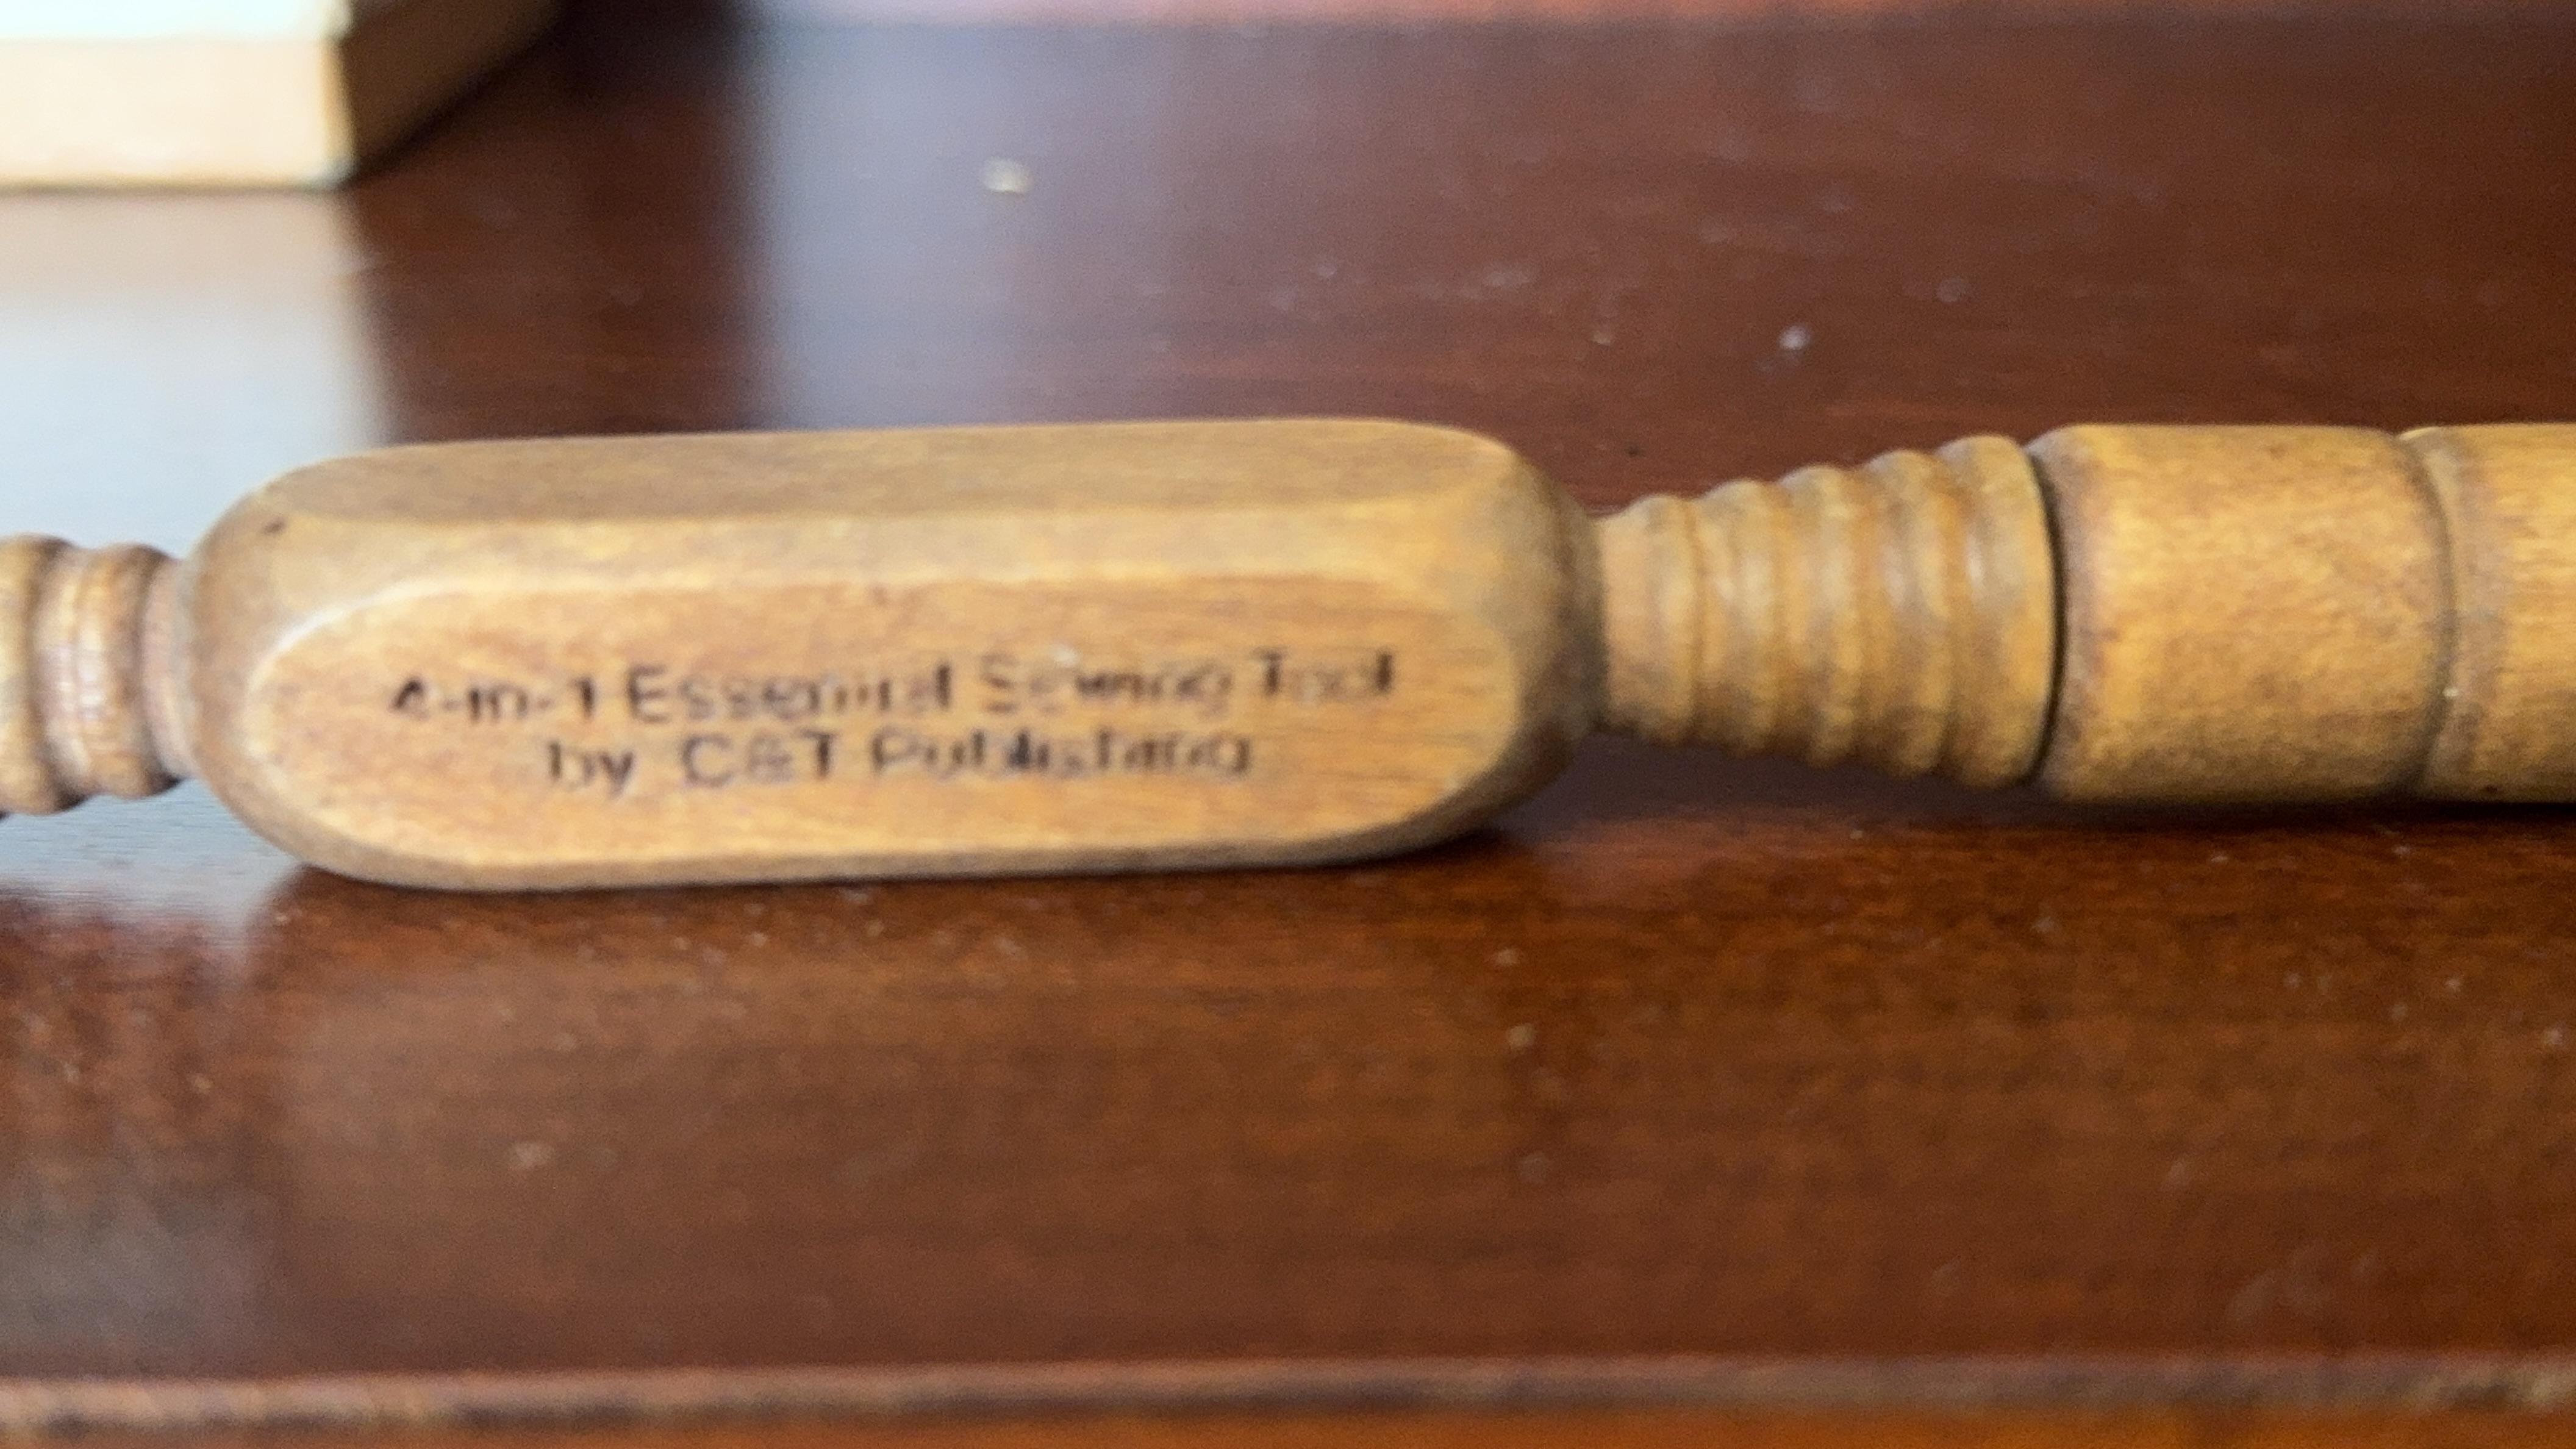 4-in-1 Essential Sewing Tool
by C&T Publishing